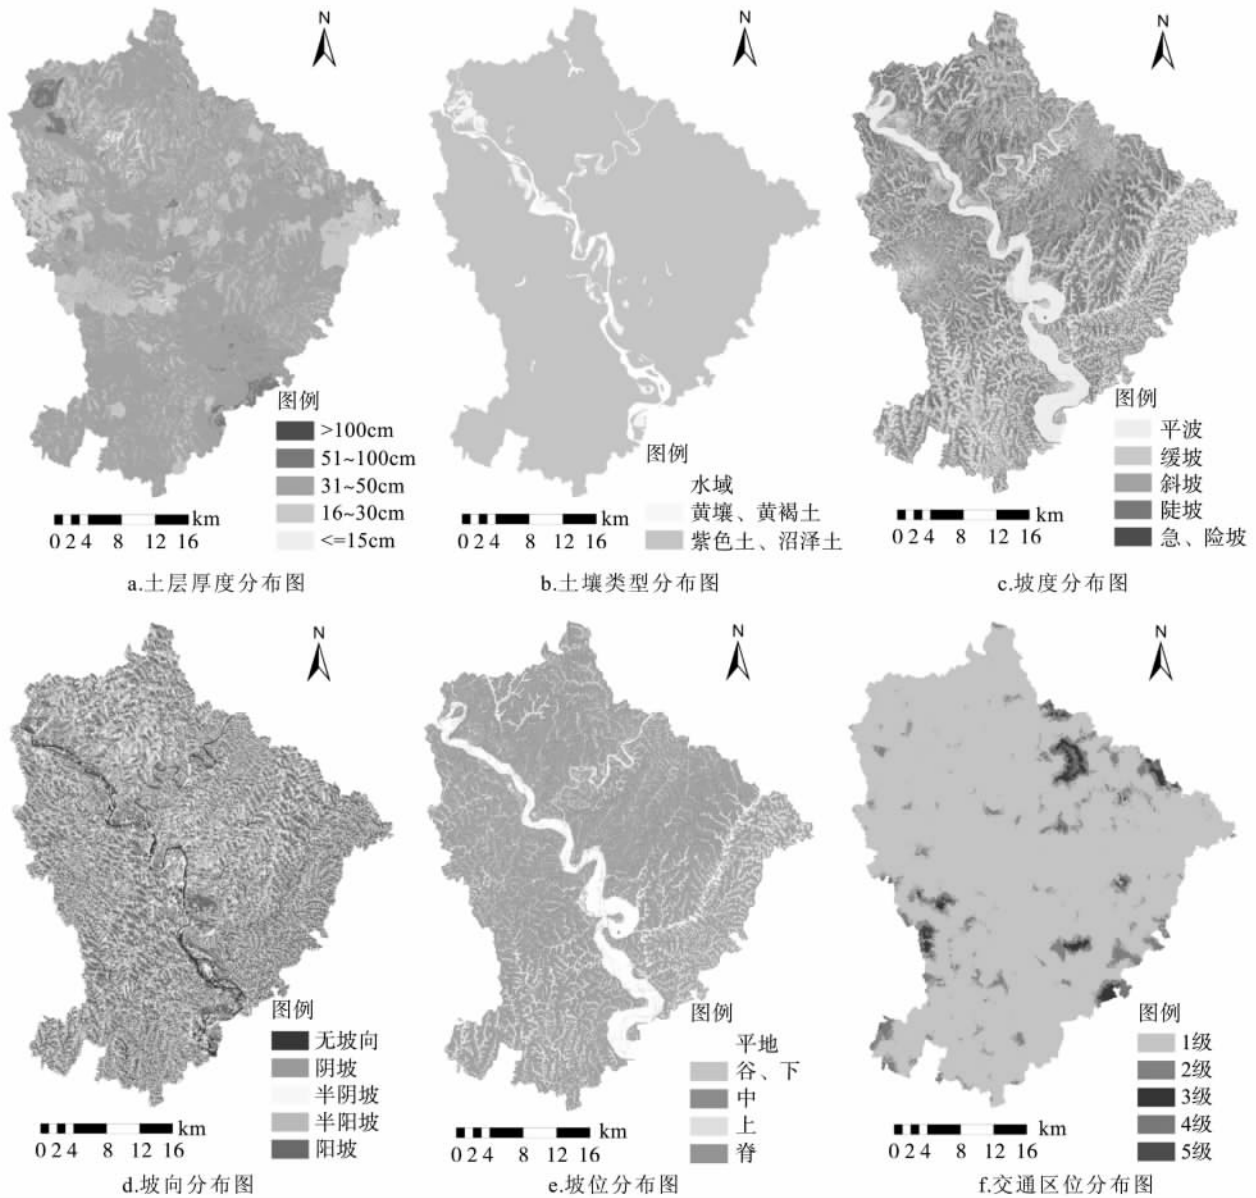 N
图例
>100cm
51~100cm
31~50cm
16~30cm
<=15cm
km
0 2 4 8 12 16
a.土层厚度分布图
N
图例
水域
黄壤、黄褐土
紫色土、沼泽土
km
0 2 4 8 12 16
b.土壤类型分布图
N
图例
平波
缓坡
斜坡
陡坡
急、险坡
km
0 2 4 8 12 16
c.坡度分布图
N
图例
无坡向
阴坡
半阴坡
半阳坡
阳坡
km
0 2 4 8 12 16
d.坡向分布图
N
图例
平地
谷、下
中
上
脊
km
0 2 4 8 12 16
e.坡位分布图
N
图例
1级
2级
3级
4级
5级
km
0 2 4 8 12 16
f.交通区位分布图